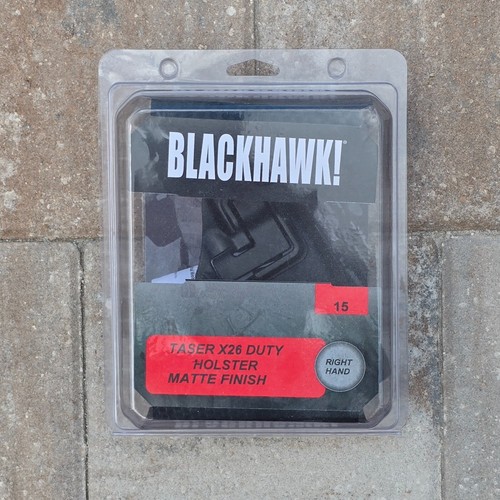 BLACKHAWK!
15
TASER X26 DUTY
HOLSTER
MATTE FINISH
RIGHT
HAND